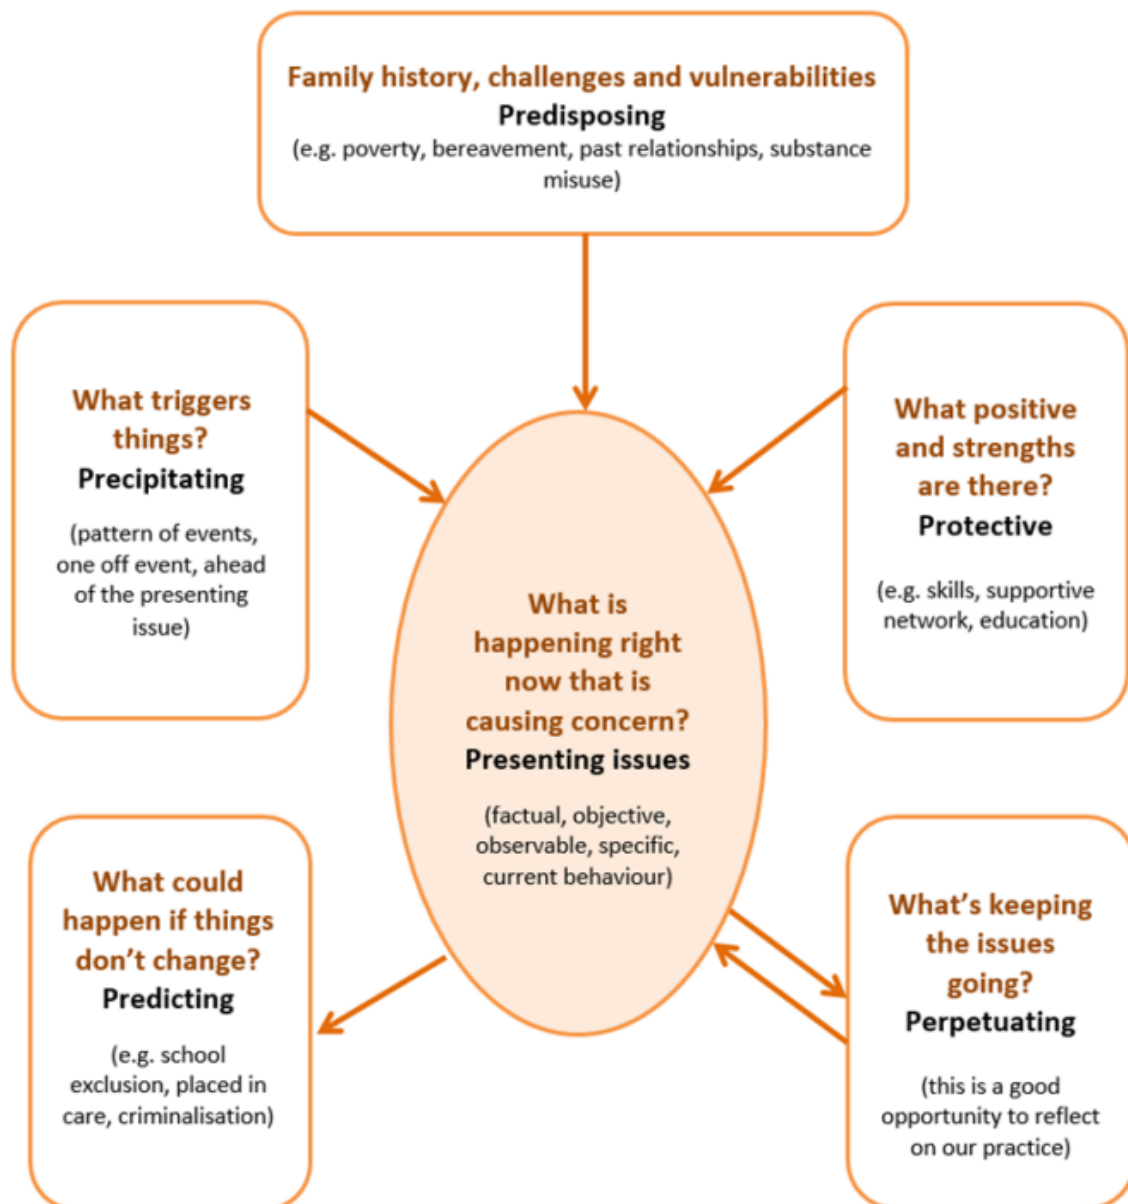 Family history, challenges and vulnerabilities
Predisposing
(e.g. poverty, bereavement, past relationships, substance
misuse)
What triggers
things?
Precipitating
(pattern of events,
one off event, ahead
of the presenting
issue)
What positive
and strengths
are there?
Protective
(e.g. skills, supportive
network, education)
What is
happening right
now that is
causing concern?
Presenting issues
(factual, objective,
observable, specific,
current behaviour)
What could
happen if things
don’t change?
Predicting
(e.g. school
exclusion, placed in
care, criminalisation)
What’s keeping
the issues
going?
Perpetuating
(this is a good
opportunity to reflect
on our practice)